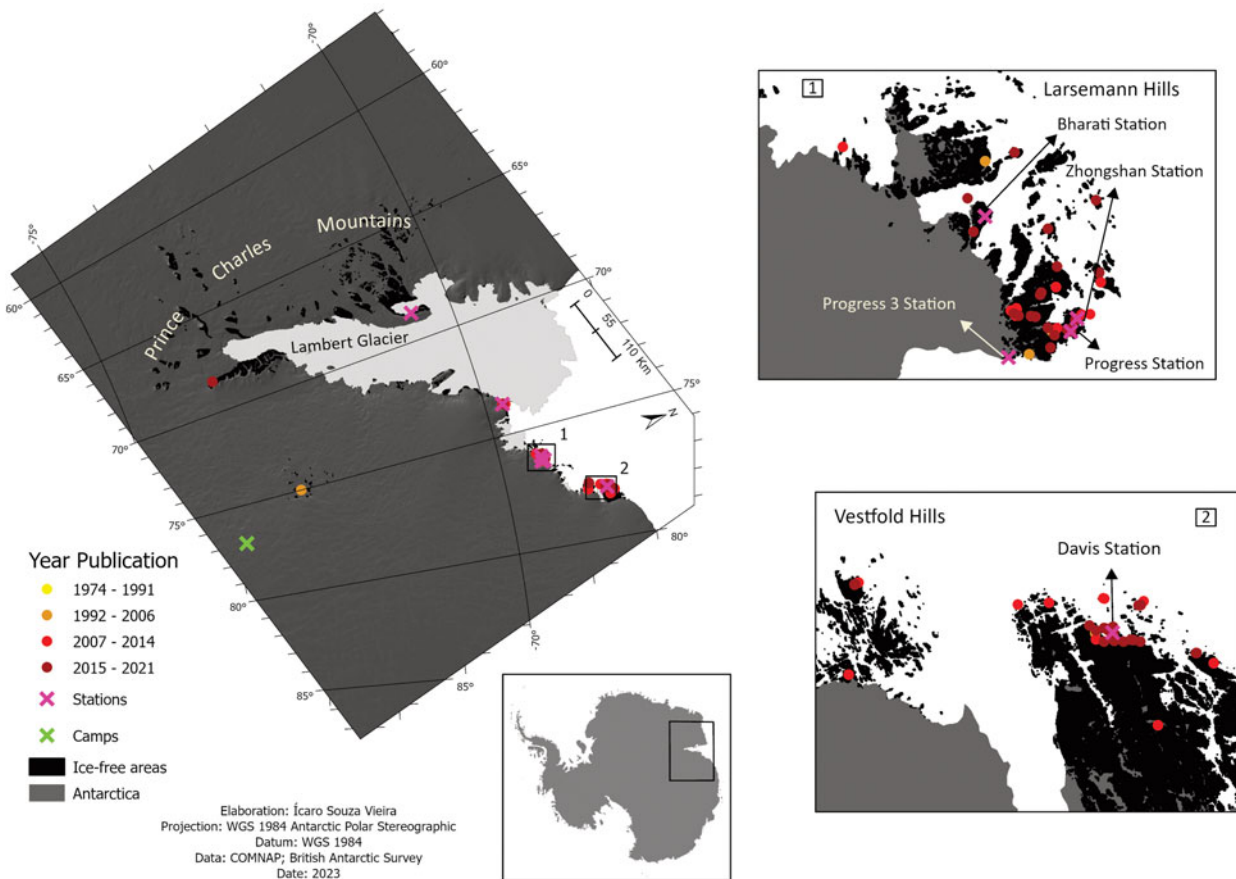 -70°
60°
65°
-75°
60°
65°
70°
75°
80°
70°
75°
80°
85°
85°
-70°
Prince
Charles
Mountains
Lambert Glacier
0
55
110 Km
N
1
2
Year Publication
1974 - 1991
1992 - 2006
2007 - 2014
2015 - 2021
Stations
Camps
Ice-free areas
Antarctica
Elaboration: Ícaro Souza Vieira
Projection: WGS 1984 Antarctic Polar Stereographic
Datum: WGS 1984
Data: COMNAP; British Antarctic Survey
Date: 2023
1
Larsemann Hills
Bharati Station
Zhongshan Station
Progress 3 Station
Progress Station
Vestfold Hills
2
Davis Station